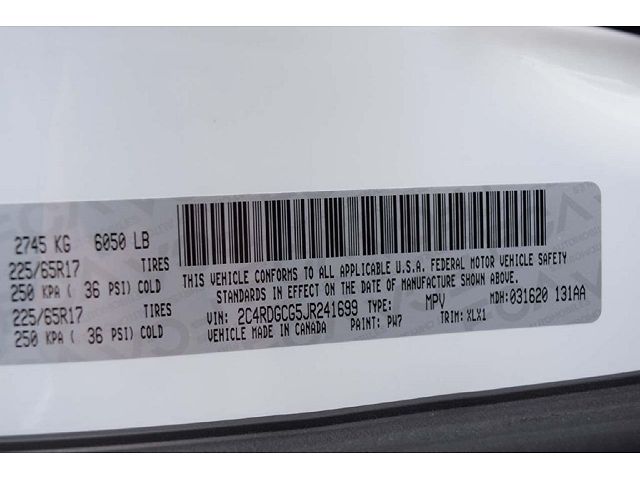 2745 KG 6050 LB
225/65R17 TIRES
250 KPA ( 36 PSI) COLD
225/65R17 TIRES
250 KPA ( 36 PSI) COLD
THIS VEHICLE CONFORMS TO ALL APPLICABLE U.S.A. FEDERAL MOTOR VEHICLE SAFETY
STANDARDS IN EFFECT ON THE DATE OF MANUFACTURE SHOWN ABOVE.
VIN: 2C4RDGCG5JR241699 TYPE: MPV MDH:031620 131AA
VEHICLE MADE IN CANADA PAINT: PW7 TRIM: XLX1